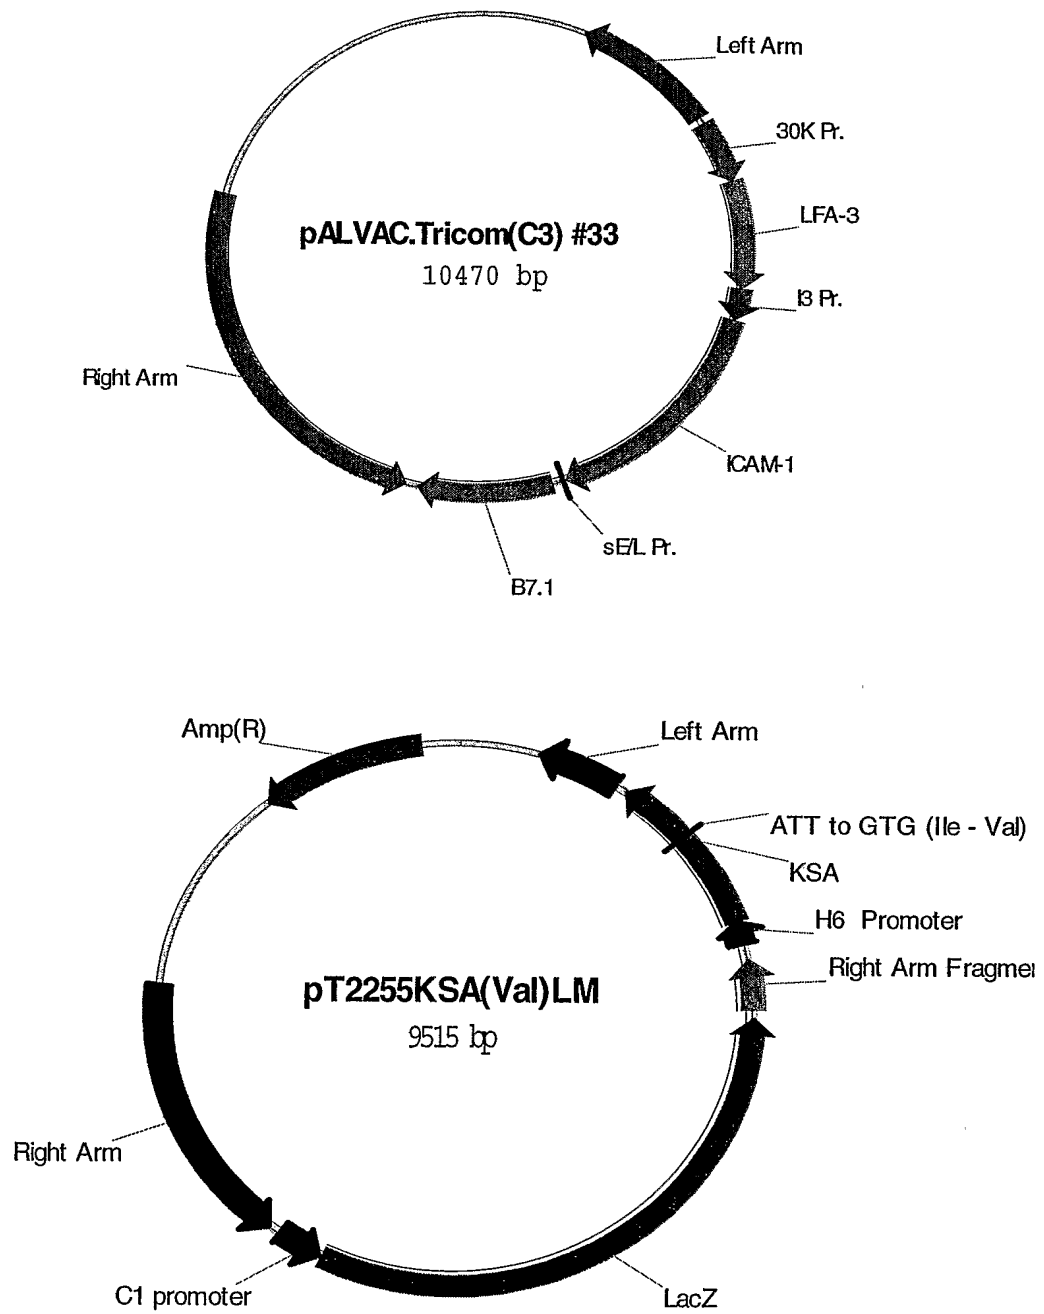 Left Arm
30K Pr.
LFA-3
pALVAC.Tricom(C3) #33
10470 bp
I3 Pr.
Right Arm
ICAM-1
sE/L Pr.
B7.1
Amp(R)
Left Arm
ATT to GTG (Ile - Val)
KSA
H6 Promoter
Right Arm Fragme
pT2255KSA(Val)LM
9515 bp
Right Arm
C1 promoter
LacZ